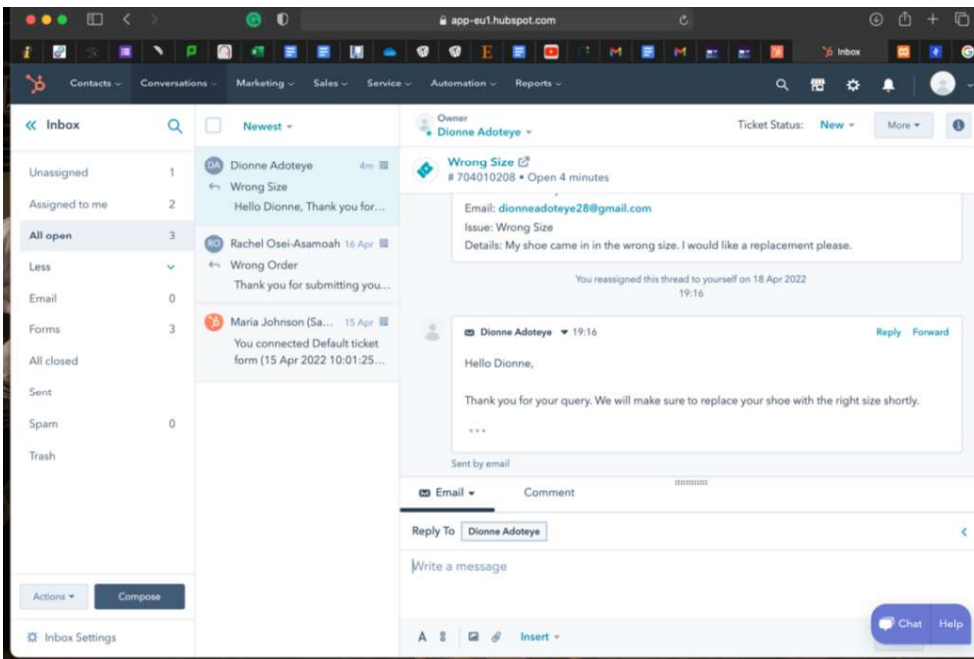 app-eu1.hubspot.com
Inbox
Contacts
Conversations
Marketing
Sales
Service
Automation
Reports
Inbox
Unassigned 1
Assigned to me 2
All open 3
Less
Email 0
Forms 3
All closed
Sent
Spam 0
Trash
Actions
Compose
Inbox Settings
Newest
DA Dionne Adoteye 4m
Wrong Size
Hello Dionne, Thank you for...
RO Rachel Osei-Asamoah 16 Apr
Wrong Order
Thank you for submitting you...
Maria Johnson (Sa... 15 Apr
You connected Default ticket
form (15 Apr 2022 10:01:25...
Owner
Dionne Adoteye
Ticket Status: New
More
Wrong Size
# 704010208 • Open 4 minutes
Email: dionneadoteye28@gmail.com
Issue: Wrong Size
Details: My shoe came in in the wrong size. I would like a replacement please.
You reassigned this thread to yourself on 18 Apr 2022
19:16
Dionne Adoteye 19:16
Reply Forward
Hello Dionne,
Thank you for your query. We will make sure to replace your shoe with the right size shortly.
Sent by email
Email
Comment
Reply To Dionne Adoteye
Write a message
A
Insert
Chat
Help